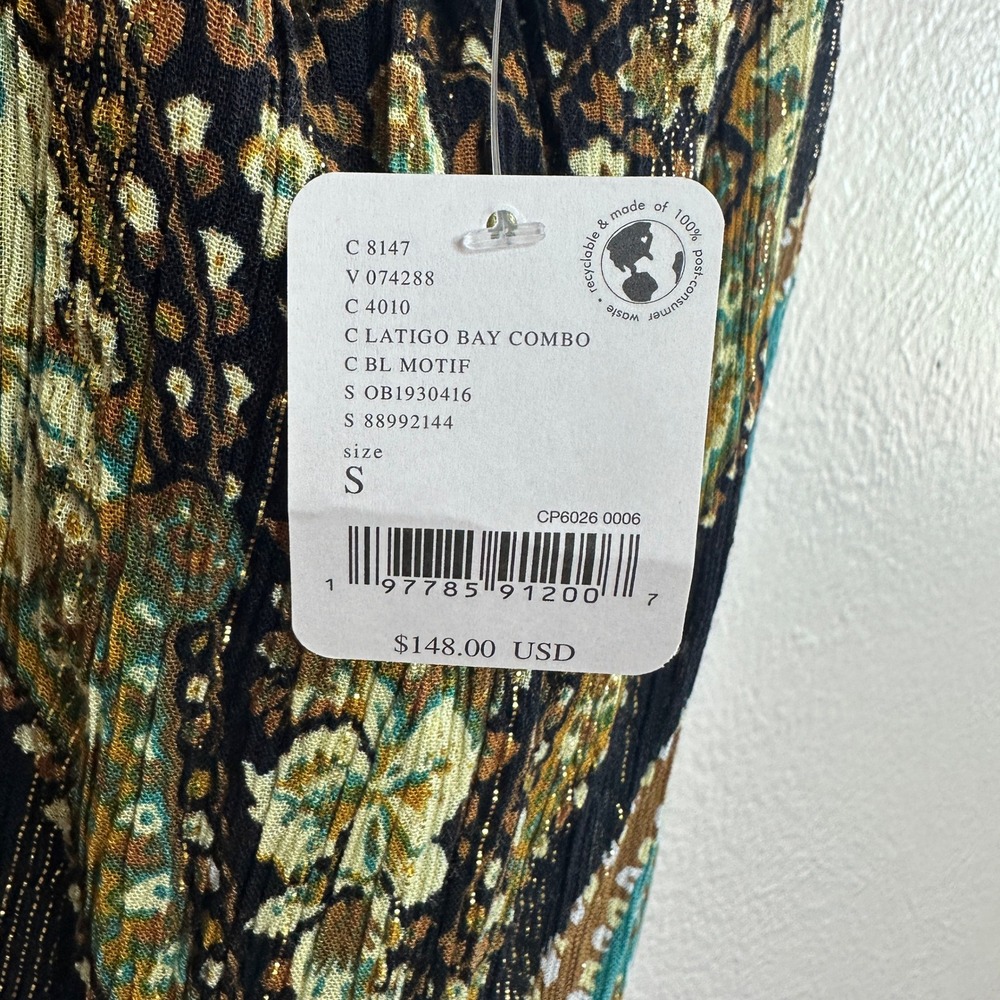 recyclable & made of 100% post-consumer waste •
C 8147
V 074288
C 4010
C LATIGO BAY COMBO
C BL MOTIF
S OB1930416
S 88992144
size
S
CP6026 0006
1 97785 91200 7
$148.00 USD